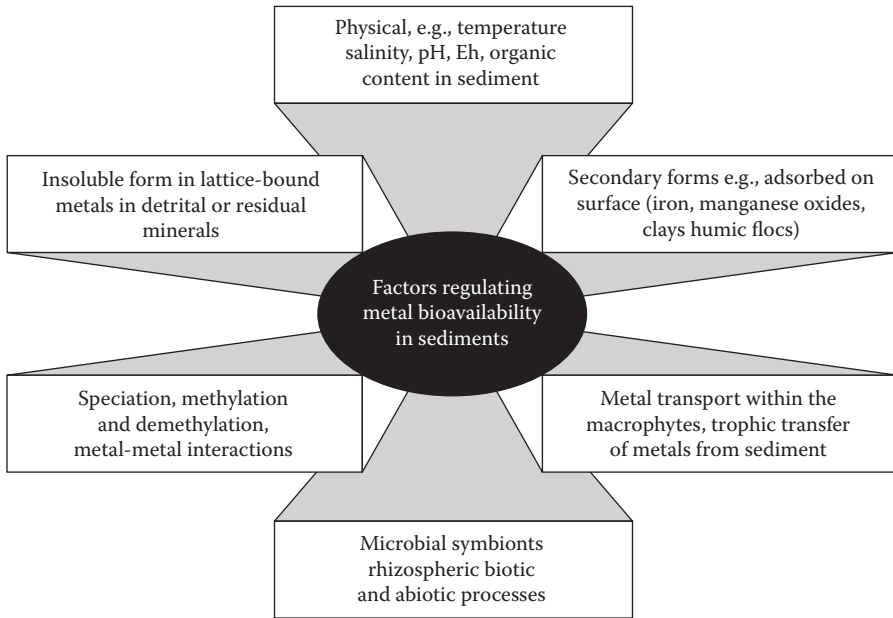 Physical, e.g., temperature
salinity, pH, Eh, organic
content in sediment
Insoluble form in lattice-bound
metals in detrital or residual
minerals
Secondary forms e.g., adsorbed on
surface (iron, manganese oxides,
clays humic flocs)
Factors regulating
metal bioavailability
in sediments
Speciation, methylation
and demethylation,
metal-metal interactions
Metal transport within the
macrophytes, trophic transfer
of metals from sediment
Microbial symbionts
rhizospheric biotic
and abiotic processes